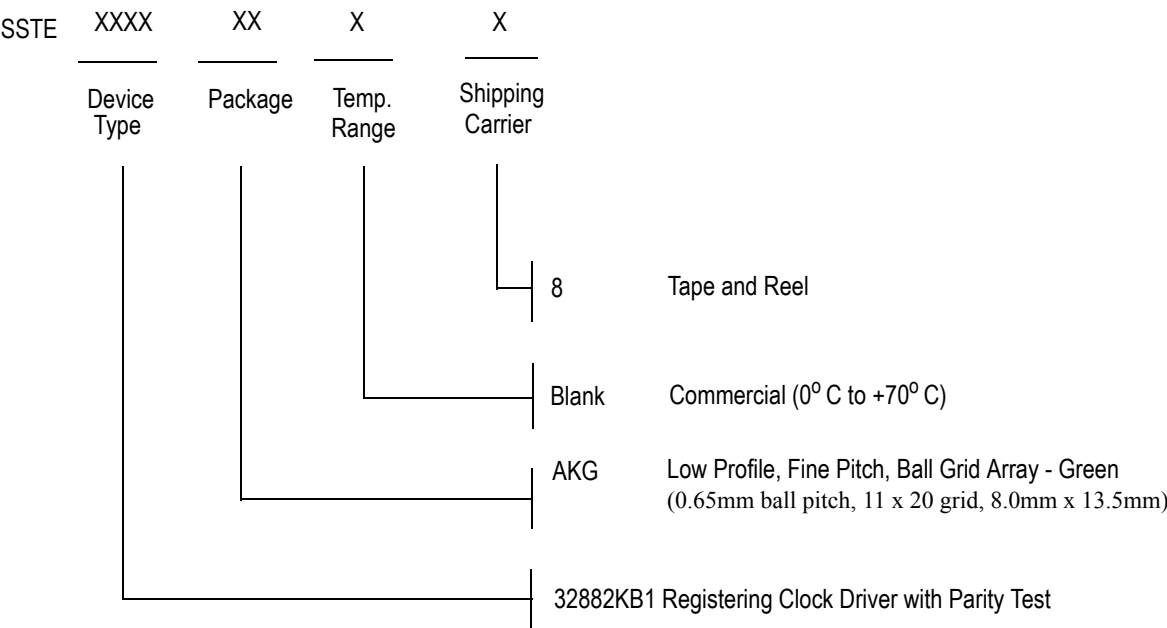 SSTE XXXX XX X X
Device Type
Package
Temp. Range
Shipping Carrier
8 Tape and Reel
Blank Commercial (0º C to +70º C)
AKG Low Profile, Fine Pitch, Ball Grid Array - Green
(0.65mm ball pitch, 11 x 20 grid, 8.0mm x 13.5mm)
32882KB1 Registering Clock Driver with Parity Test